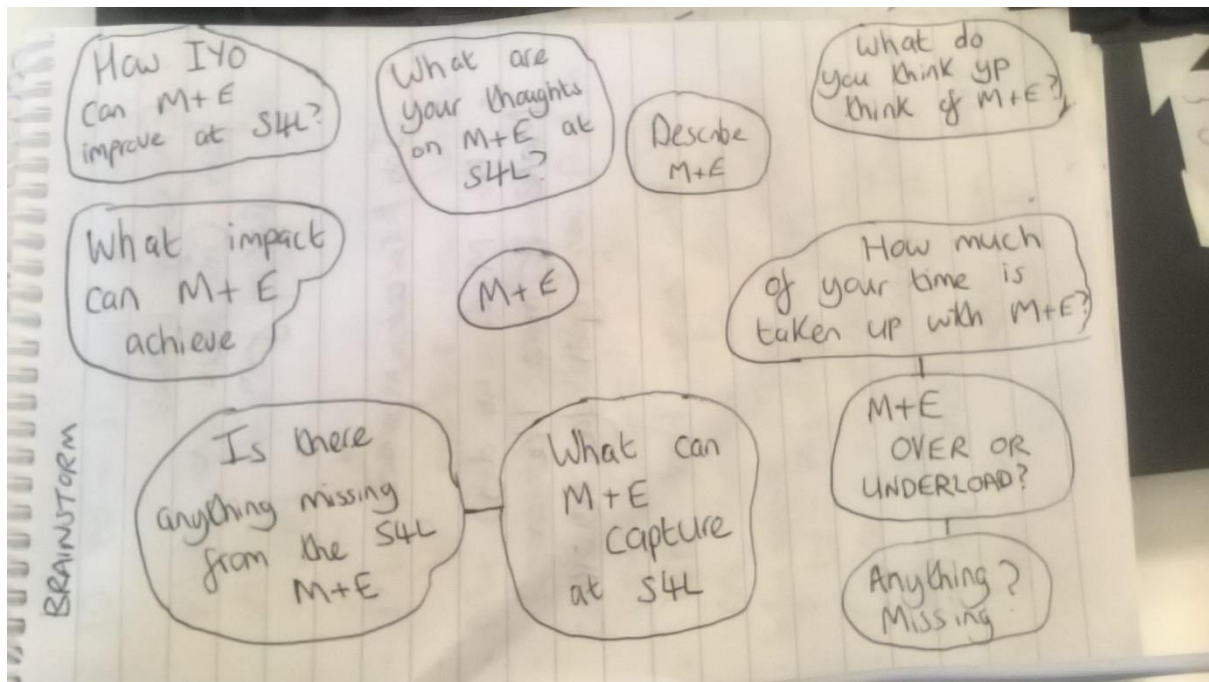 How IYO
can M+E
improve at S4L?
What are
your thoughts
on M+E at
S4L?
Describe
M+E
What do
you think yp
think of M+E?
What impact
can M+E
achieve
M+E
How much
of your time is
taken up with M+E?
M+E
OVER OR
UNDERLOAD?
Anything?
Missing
Is there
anything missing
from the S4L
M+E
What can
M+E
capture
at S4L
BRAINSTORM